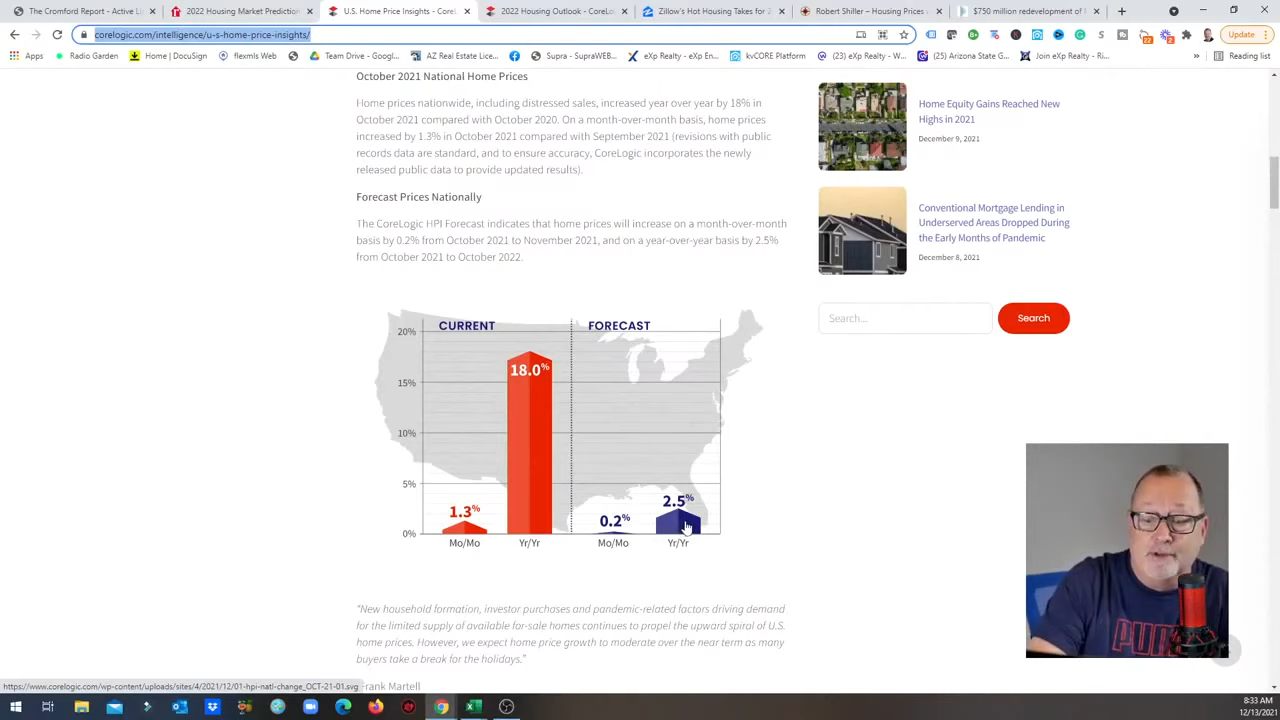 The Cromford Report - Active Li
2022 Housing Market Prediction
U.S. Home Price Insights - CoreL
2022 Housing Outlook - CoreLo
Zillow's Hot Housing Takes for 2
Robert Shiller – Housing Prices
$750 million redevelopment of M
corelogic.com/intelligence/u-s-home-price-insights/
Update
Apps
Radio Garden
Home | DocuSign
flexmls Web
Team Drive - Googl...
AZ Real Estate Lice...
Supra - SupraWEB...
eXp Realty - eXp En...
kvCORE Platform
(23) eXp Realty – W...
(25) Arizona State G...
Join eXp Realty - Ri...
»
Reading list
October 2021 National Home Prices
Home prices nationwide, including distressed sales, increased year over year by 18% in
October 2021 compared with October 2020. On a month-over-month basis, home prices
increased by 1.3% in October 2021 compared with September 2021 (revisions with public
records data are standard, and to ensure accuracy, CoreLogic incorporates the newly
released public data to provide updated results).
Forecast Prices Nationally
The CoreLogic HPI Forecast indicates that home prices will increase on a month-over-month
basis by 0.2% from October 2021 to November 2021, and on a year-over-year basis by 2.5%
from October 2021 to October 2022.
Home Equity Gains Reached New
Highs in 2021
December 9, 2021
Conventional Mortgage Lending in
Underserved Areas Dropped During
the Early Months of Pandemic
December 8, 2021
Search...
Search
CURRENT
FORECAST
20%
15%
10%
5%
0%
1.3%
18.0%
0.2%
2.5%
Mo/Mo
Yr/Yr
Mo/Mo
Yr/Yr
"New household formation, investor purchases and pandemic-related factors driving demand
for the limited supply of available for-sale homes continues to propel the upward spiral of U.S.
home prices. However, we expect home price growth to moderate over the near term as many
buyers take a break for the holidays."
Frank Martell
https://www.corelogic.com/wp-content/uploads/sites/4/2021/12/01-hpi-natl-change_OCT-21-01.svg
8:33 AM
12/13/2021